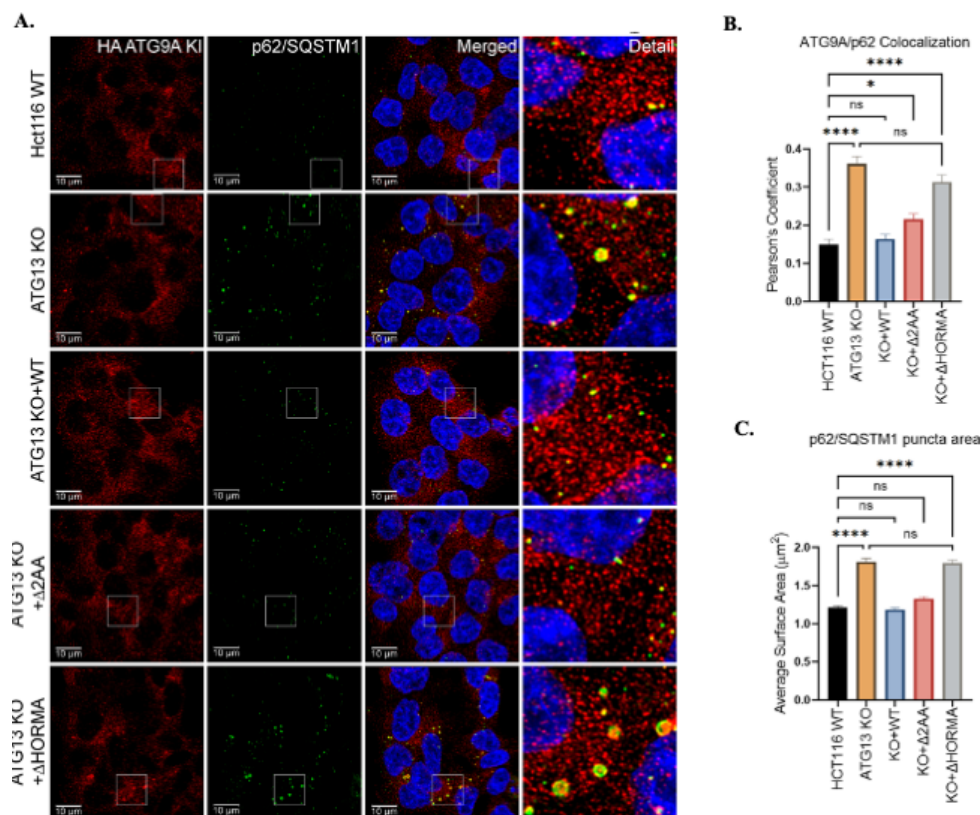 A.
HA ATG9A KI p62/SQSTM1 Merged Detail
Hct116 WT
10 μm 10 μm 10 μm
ATG13 KO
10 μm 10 μm 10 μm
ATG13 KO+WT
10 μm 10 μm 10 μm
ATG13 KO
+Δ2AA
10 μm 10 μm 10 μm
ATG13 KO
+ΔHORMA
10 μm 10 μm 10 μm
B.
ATG9A/p62 Colocalization
****
*
ns
**** ns
Pearson's Coefficient
0.4
0.3
0.2
0.1
0.0
HCT116 WT
ATG13 KO
KO+WT
KO+Δ2AA
KO+ΔHORMA
C.
p62/SQSTM1 puncta area
****
ns
ns
**** ns
Average Surface Area (μm²)
2.0
1.5
1.0
0.5
0.0
HCT116 WT
ATG13 KO
KO+WT
KO+Δ2AA
KO+ΔHORMA